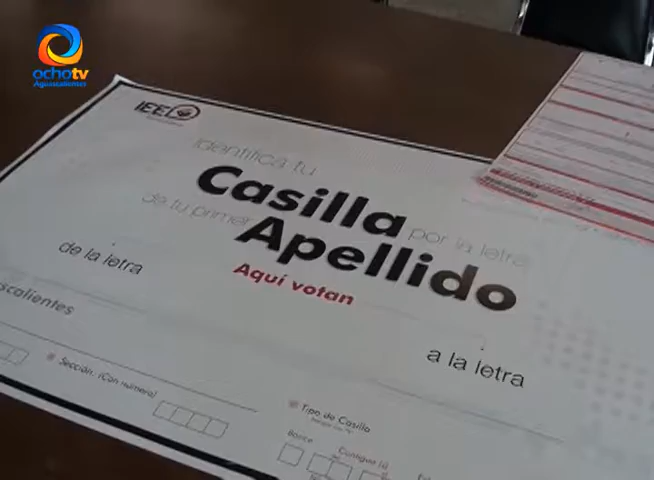 ochotv
Aguascalientes
IEE
Identifica tu
Casilla por la letra
de tu primer Apellido
Aquí votan
de la letra
a la letra
scalientes
Sección: (Con número)
Tipo de Casilla
Básica
Contigua